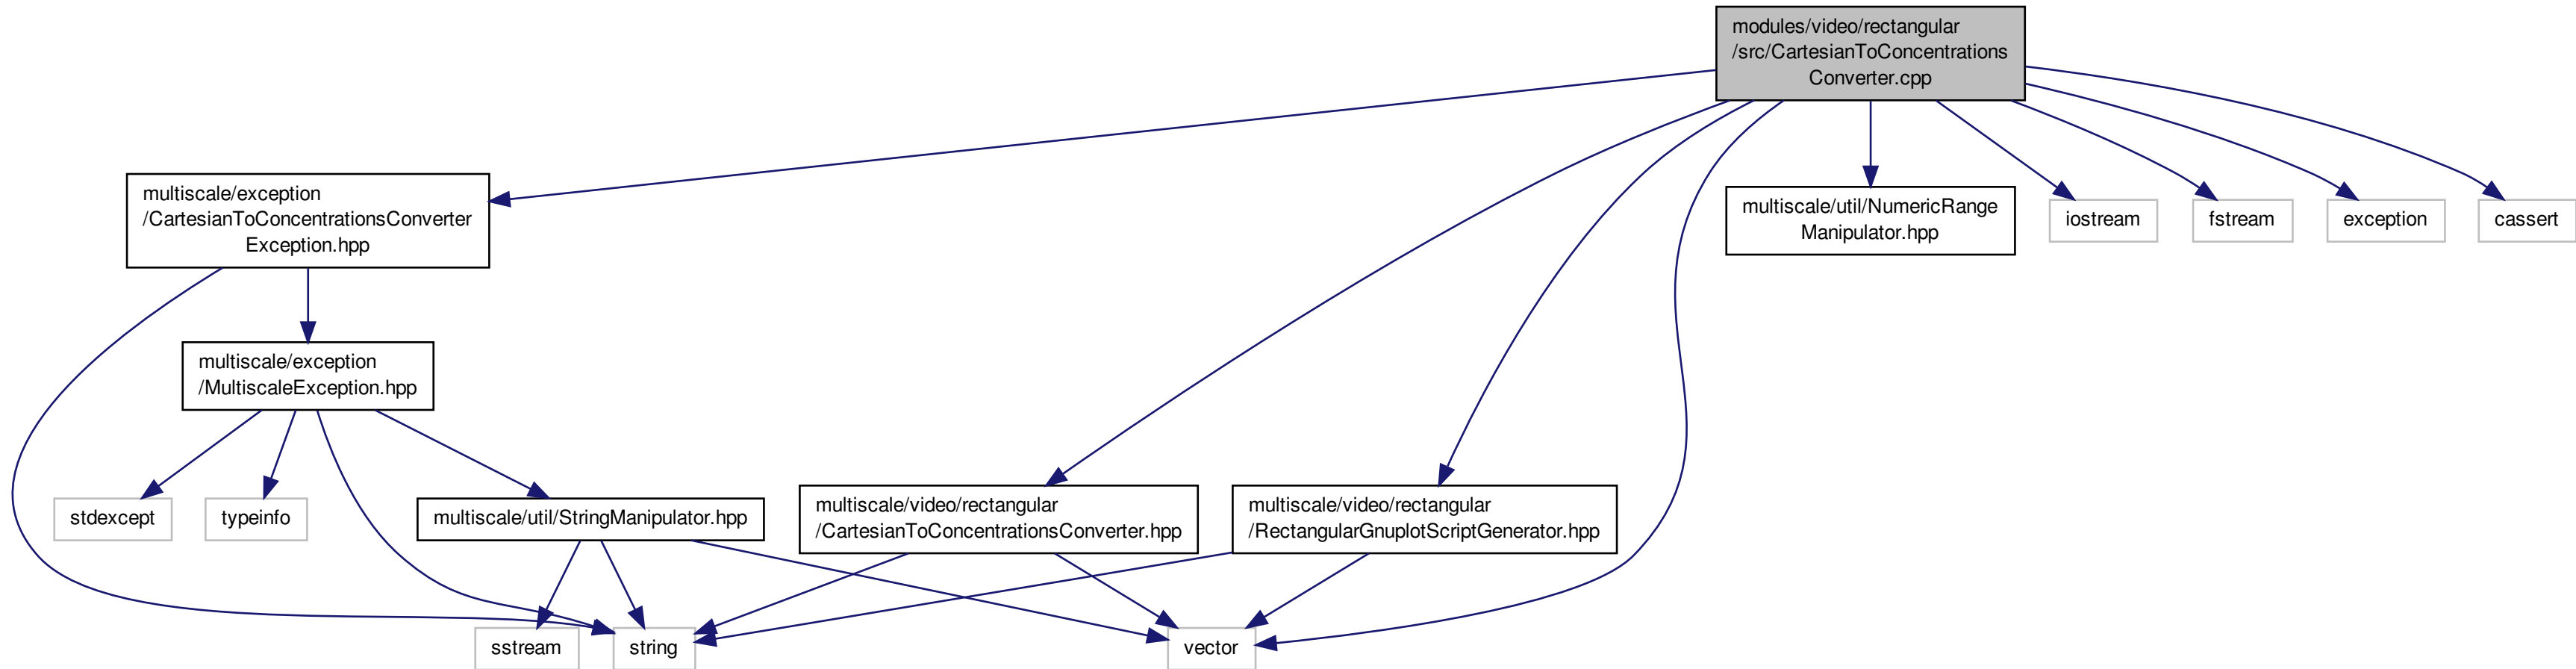 modules/video/rectangular
/src/CartesianToConcentrations
Converter.cpp
multiscale/exception
/CartesianToConcentrationsConverter
Exception.hpp
multiscale/util/NumericRange
Manipulator.hpp
iostream
fstream
exception
cassert
multiscale/exception
/MultiscaleException.hpp
stdexcept
typeinfo
multiscale/util/StringManipulator.hpp
multiscale/video/rectangular
/CartesianToConcentrationsConverter.hpp
multiscale/video/rectangular
/RectangularGnuplotScriptGenerator.hpp
sstream
string
vector